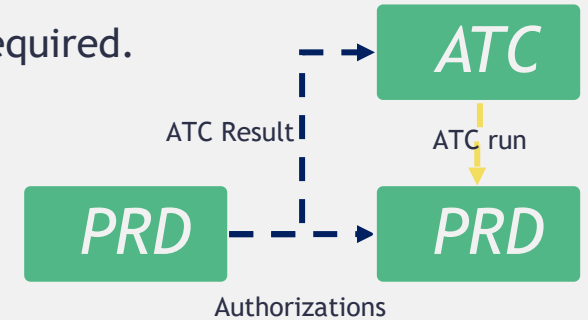 equired.
ATC
ATC Result
ATC run
PRD
PRD
Authorizations